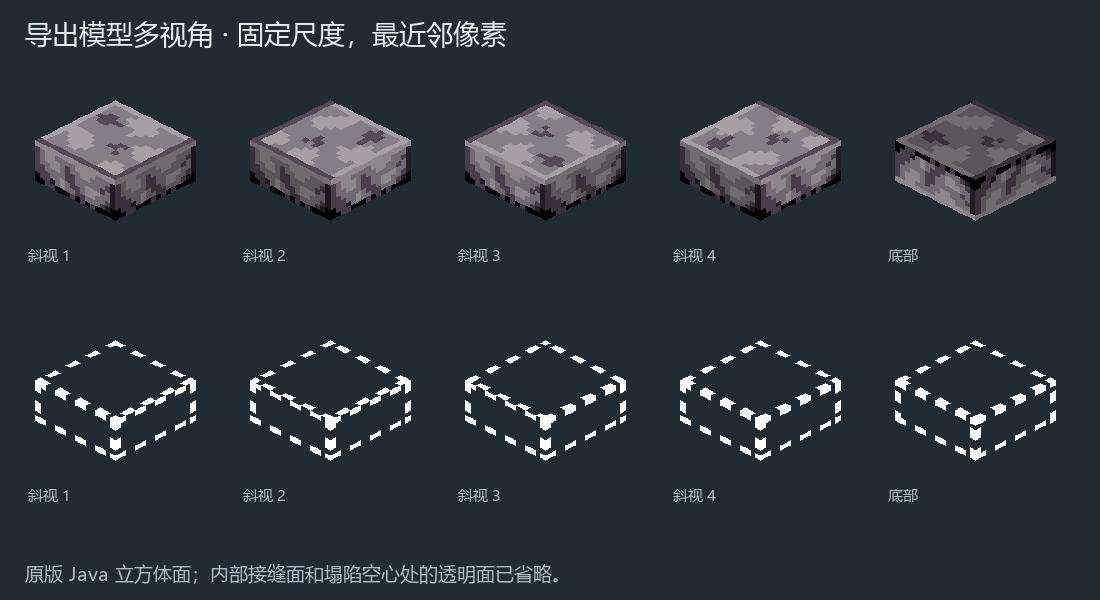 导出模型多视角 · 固定尺度，最近邻像素
斜视 1
斜视 2
斜视 3
斜视 4
底部
斜视 1
斜视 2
斜视 3
斜视 4
底部
原版 Java 立方体面；内部接缝面和塌陷空心处的透明面已省略。